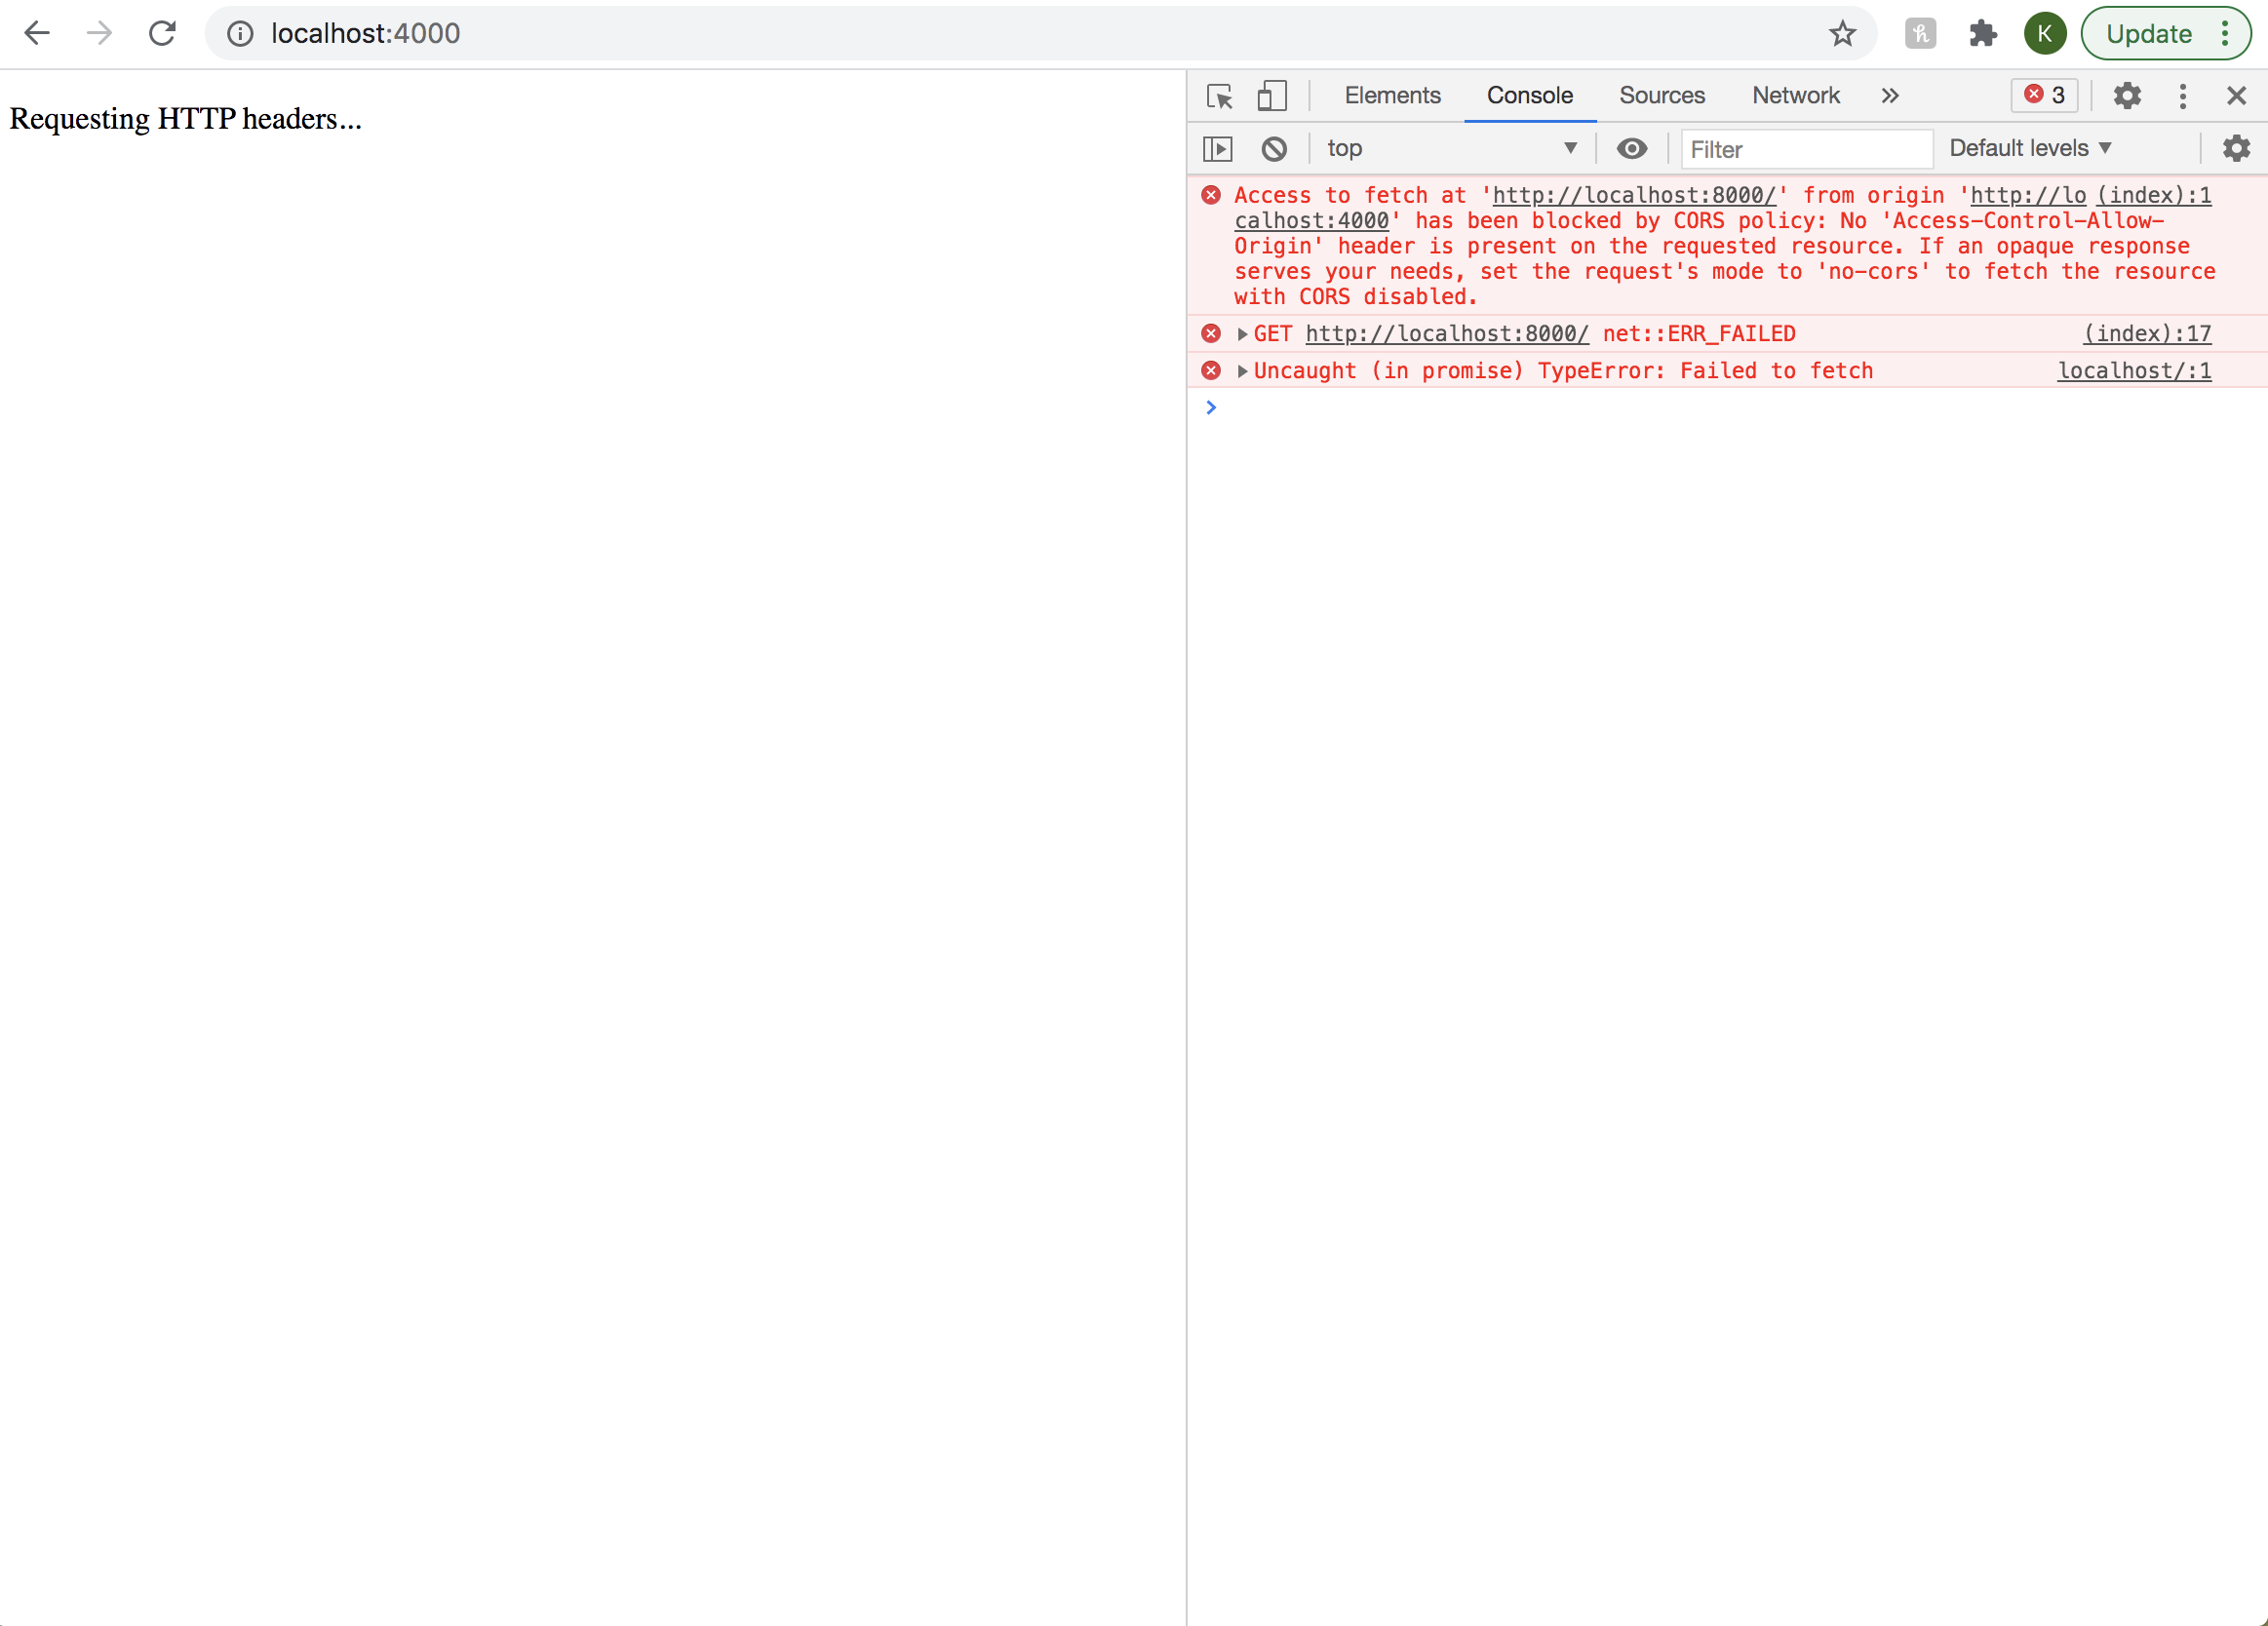 localhost:4000
K
Update
Requesting HTTP headers...
Elements
Console
Sources
Network
3
top
Filter
Default levels
Access to fetch at 'http://localhost:8000/' from origin 'http://lo (index):1
calhost:4000' has been blocked by CORS policy: No 'Access-Control-Allow-
Origin' header is present on the requested resource. If an opaque response
serves your needs, set the request's mode to 'no-cors' to fetch the resource
with CORS disabled.
GET http://localhost:8000/ net::ERR_FAILED (index):17
Uncaught (in promise) TypeError: Failed to fetch localhost/:1